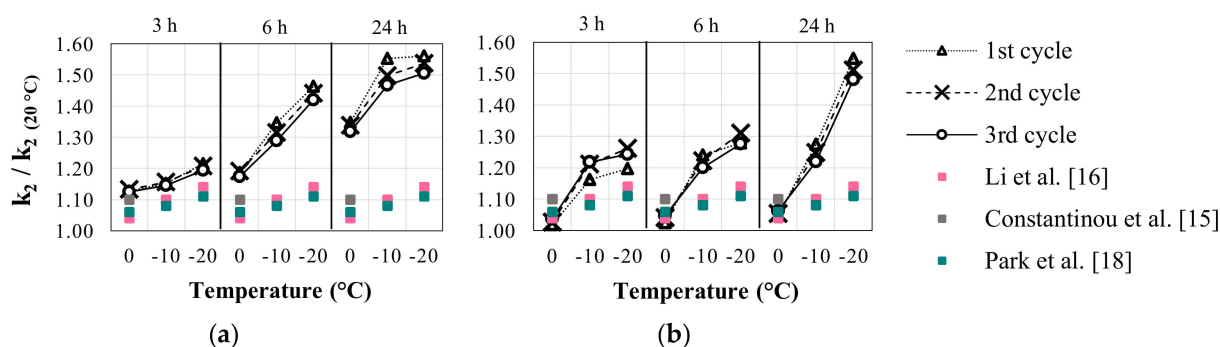 3 h 6 h 24 h
1.60
1.50
1.40
1.30
1.20
1.10
1.00
k2 / k2 (20 °C)
0 -10 -20 0 -10 -20 0 -10 -20
Temperature (°C)
(a)
3 h 6 h 24 h
1.60
1.50
1.40
1.30
1.20
1.10
1.00
0 -10 -20 0 -10 -20 0 -10 -20
Temperature (°C)
(b)
1st cycle
2nd cycle
3rd cycle
Li et al. [16]
Constantinou et al. [15]
Park et al. [18]